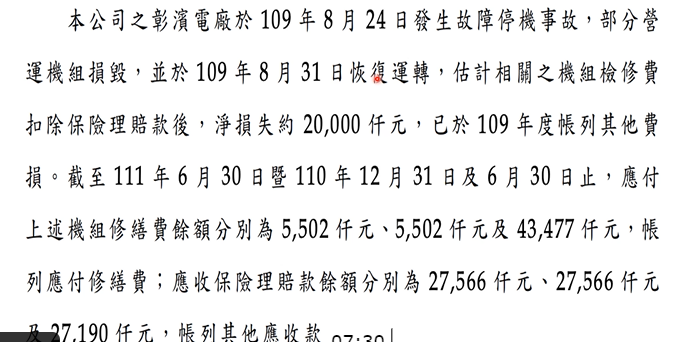 本公司之彰濱電廠於 109 年 8 月 24 日發生故障停機事故，部分營
運機組損毀，並於 109 年 8 月 31 日恢復運轉，估計相關之機組檢修費
扣除保險理賠款後，淨損失約 20,000 仟元，已於 109 年度帳列其他費
損。截至 111 年 6 月 30 日暨 110 年 12 月 31 日及 6 月 30 日止，應付
上述機組修繕費餘額分別為 5,502 仟元、5,502 仟元及 43,477 仟元，帳
列應付修繕費；應收保險理賠款餘額分別為 27,566 仟元、27,566 仟元
及 27,190 仟元，帳列其他應收款
07:30